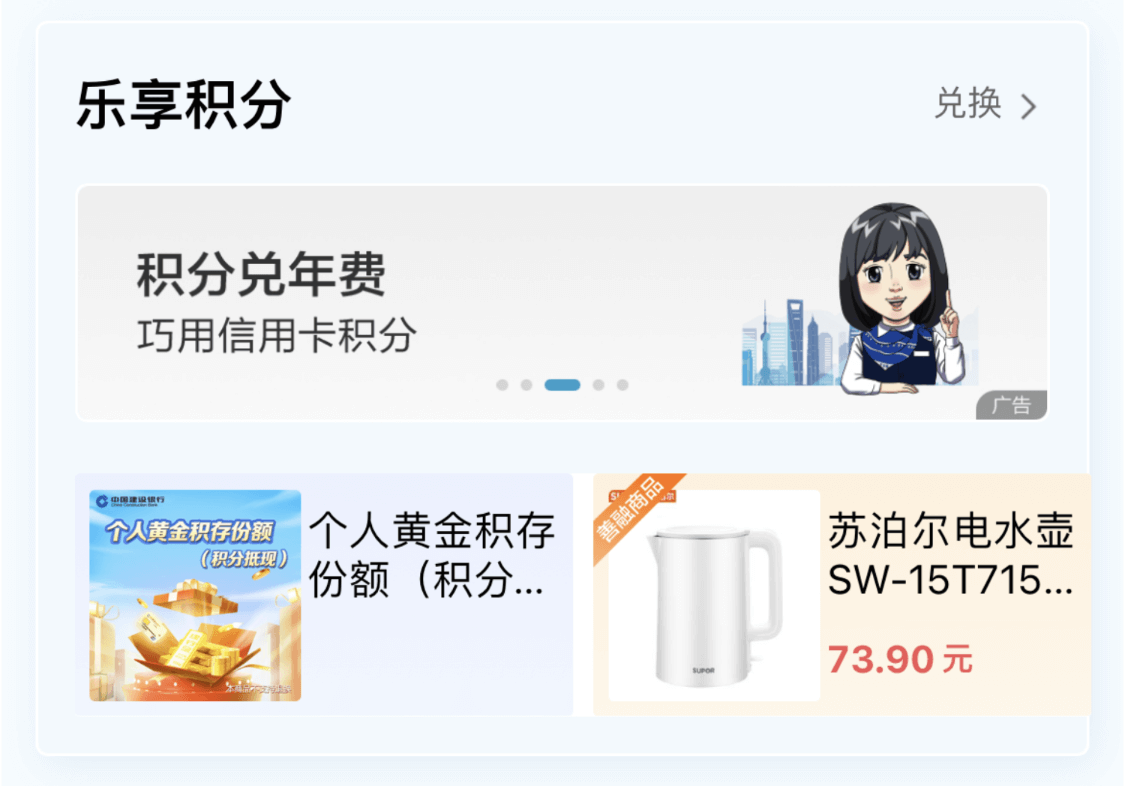 乐享积分
兑换
积分兑年费
巧用信用卡积分
广告
中国建设银行
China Construction Bank
个人黄金积存份额
（积分抵现）
个人黄金积存
份额（积分...
善融商品
SUPOR
苏泊尔电水壶
SW-15T715...
73.90 元